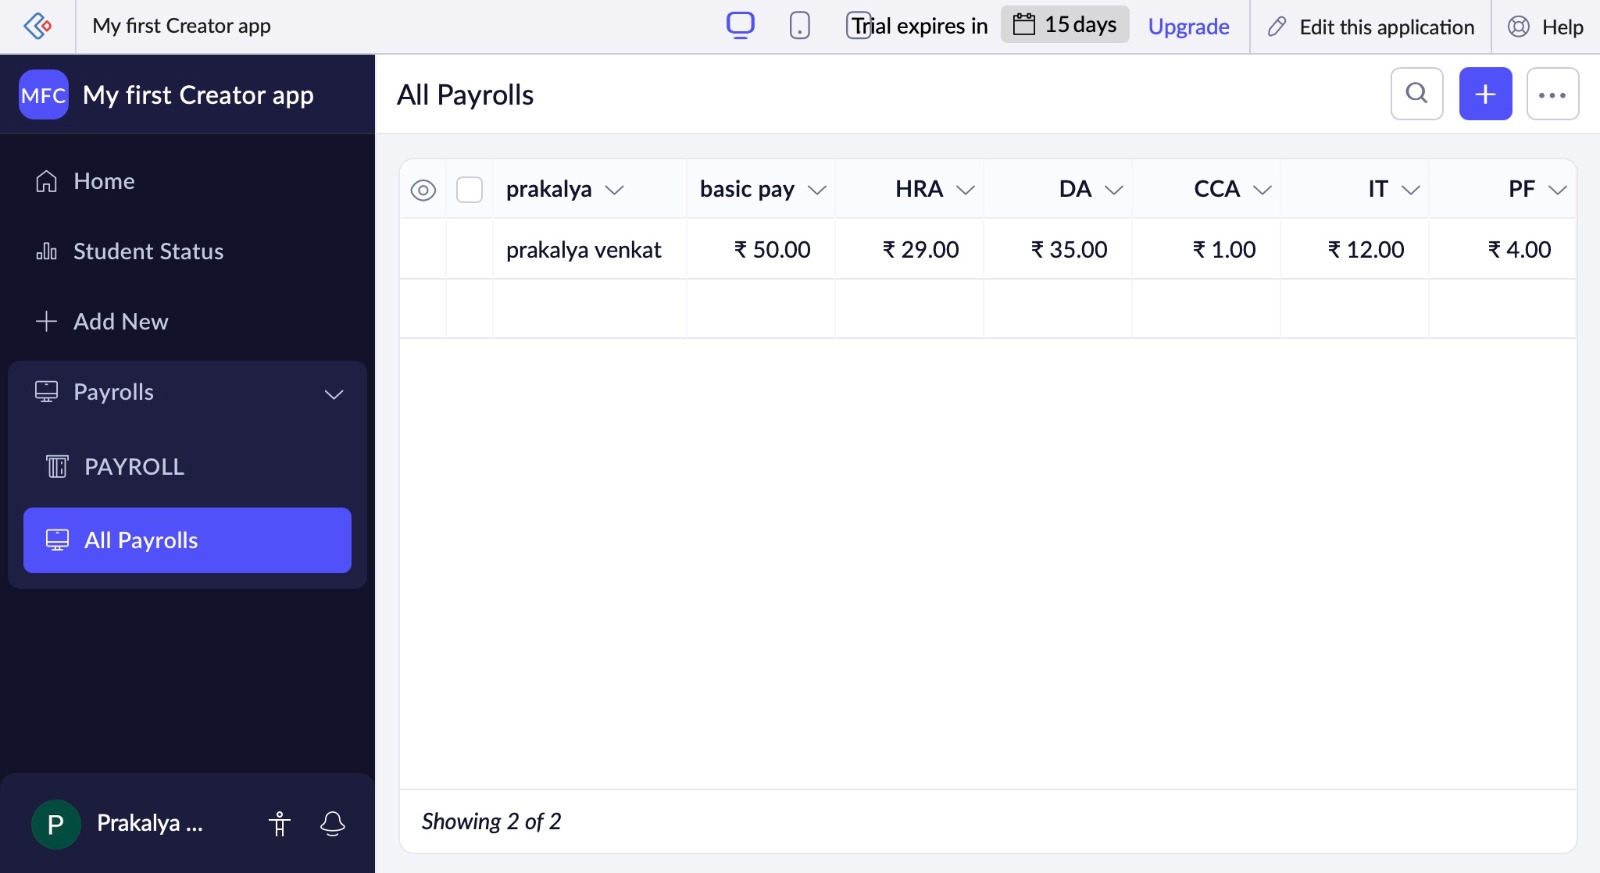 My first Creator app
Trial expires in 15 days Upgrade Edit this application Help
MFC My first Creator app
Home
Student Status
Add New
Payrolls
PAYROLL
All Payrolls
P Prakalya ...
All Payrolls
prakalya basic pay HRA DA CCA IT PF
prakalya venkat ₹ 50.00 ₹ 29.00 ₹ 35.00 ₹ 1.00 ₹ 12.00 ₹ 4.00
Showing 2 of 2